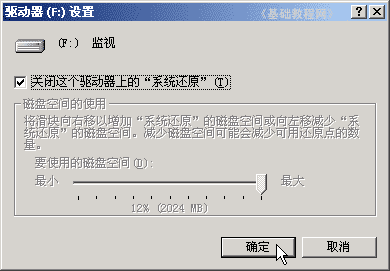 驱动器 (F:) 设置
《基础教程篇》
(F:) 监视
关闭这个驱动器上的“系统还原”(T)
磁盘空间的使用
将滑块向右移以增加“系统还原”的磁盘空间或向左移减少“系
统还原”的磁盘空间。减少磁盘空间可能会减少可用还原点的数
量。
要使用的磁盘空间(D):
最小 最大
12% (2024 MB)
确定 取消